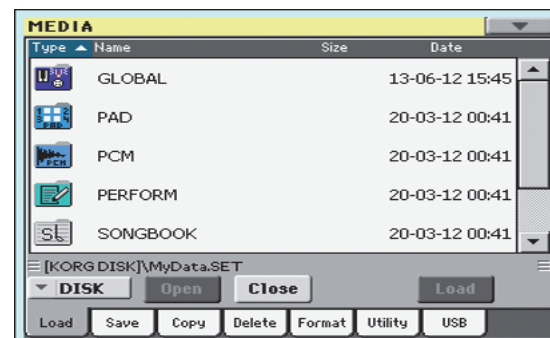 MEDIA
Type Name Size Date
GLOBAL 13-06-12 15:45
PAD 20-03-12 00:41
PCM 20-03-12 00:41
PERFORM 20-03-12 00:41
SL SONGBOOK 20-03-12 00:41
[KORG DISK]\MyData.SET
DISK Open Close Load
Load Save Copy Delete Format Utility USB